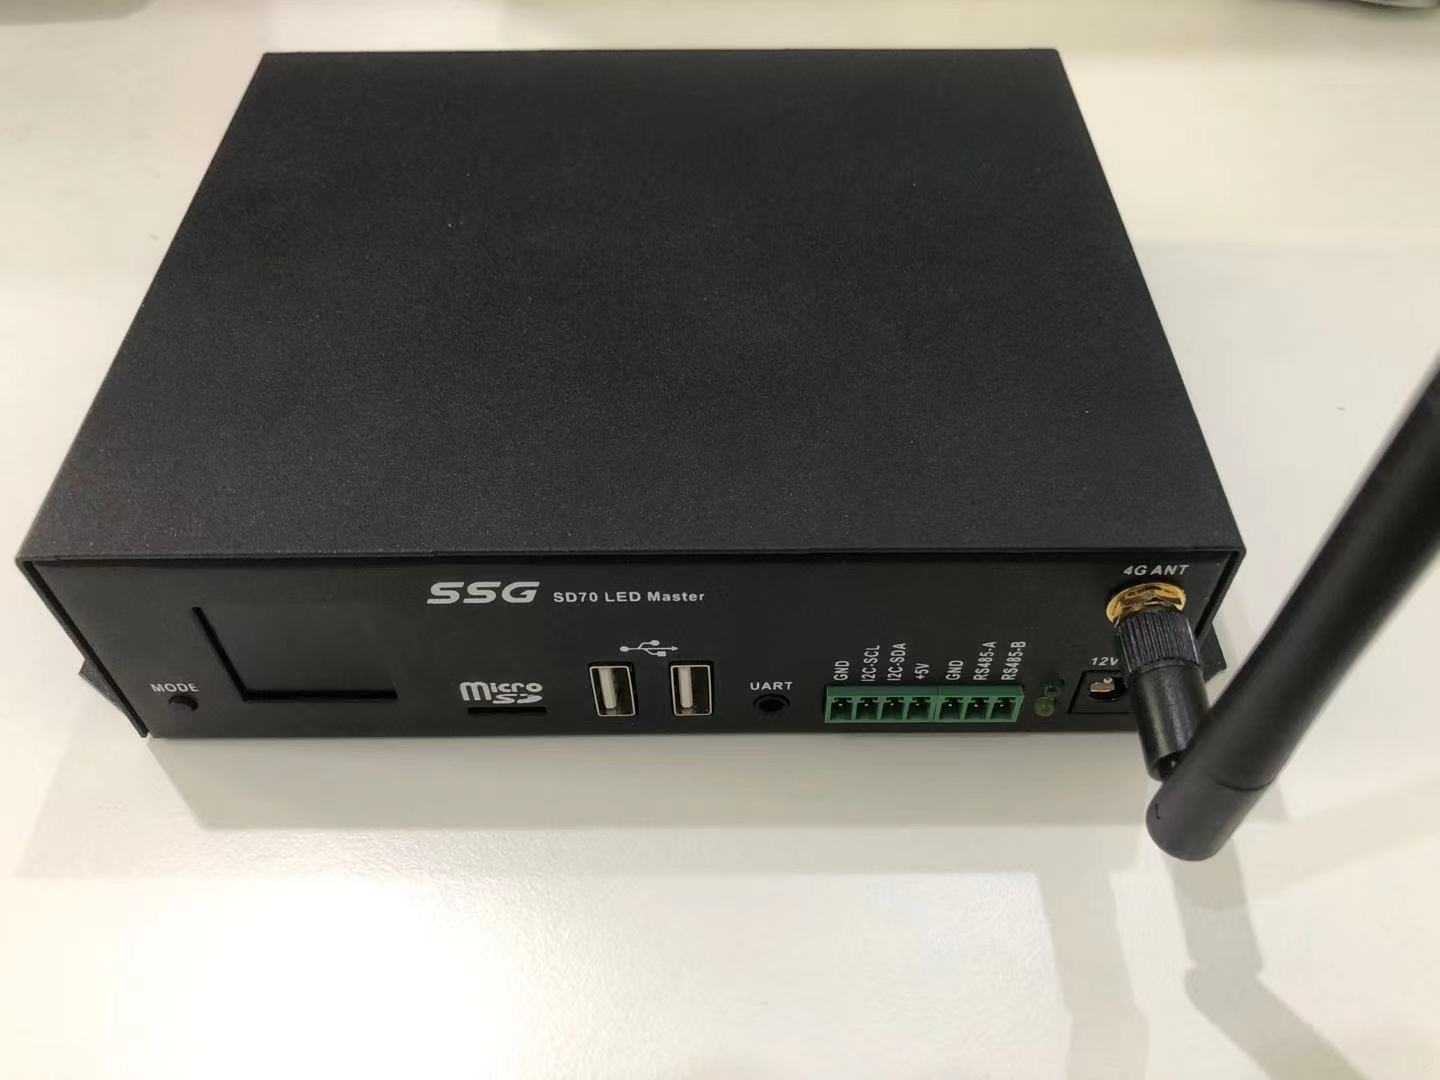 4G ANT
SSG SD70 LED Master
MODE
micro SD
UART
GND
I2C-SCL
I2C-SDA
+5V
GND
RS485-A
RS485-B
12V